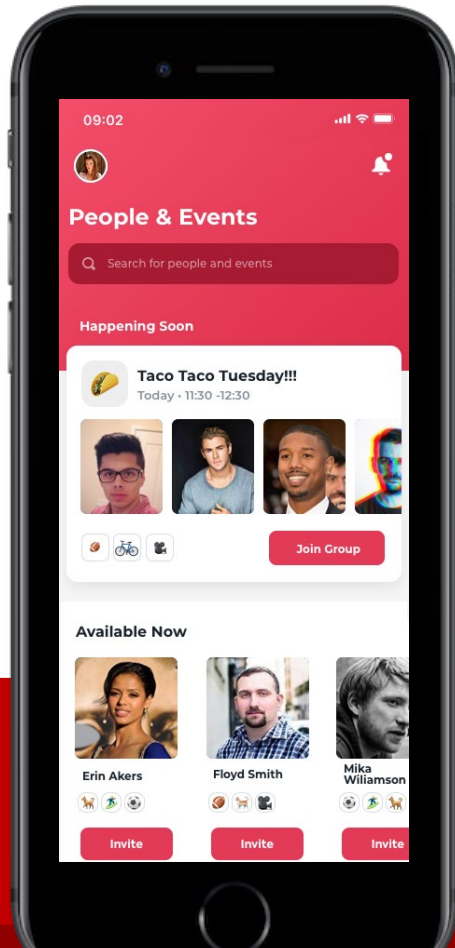 09:02
People & Events
Search for people and events
Happening Soon
Taco Taco Tuesday!!!
Today • 11:30 -12:30
Join Group
Available Now
Erin Akers
Floyd Smith
Mika
Wiliamson
Invite
Invite
Invite